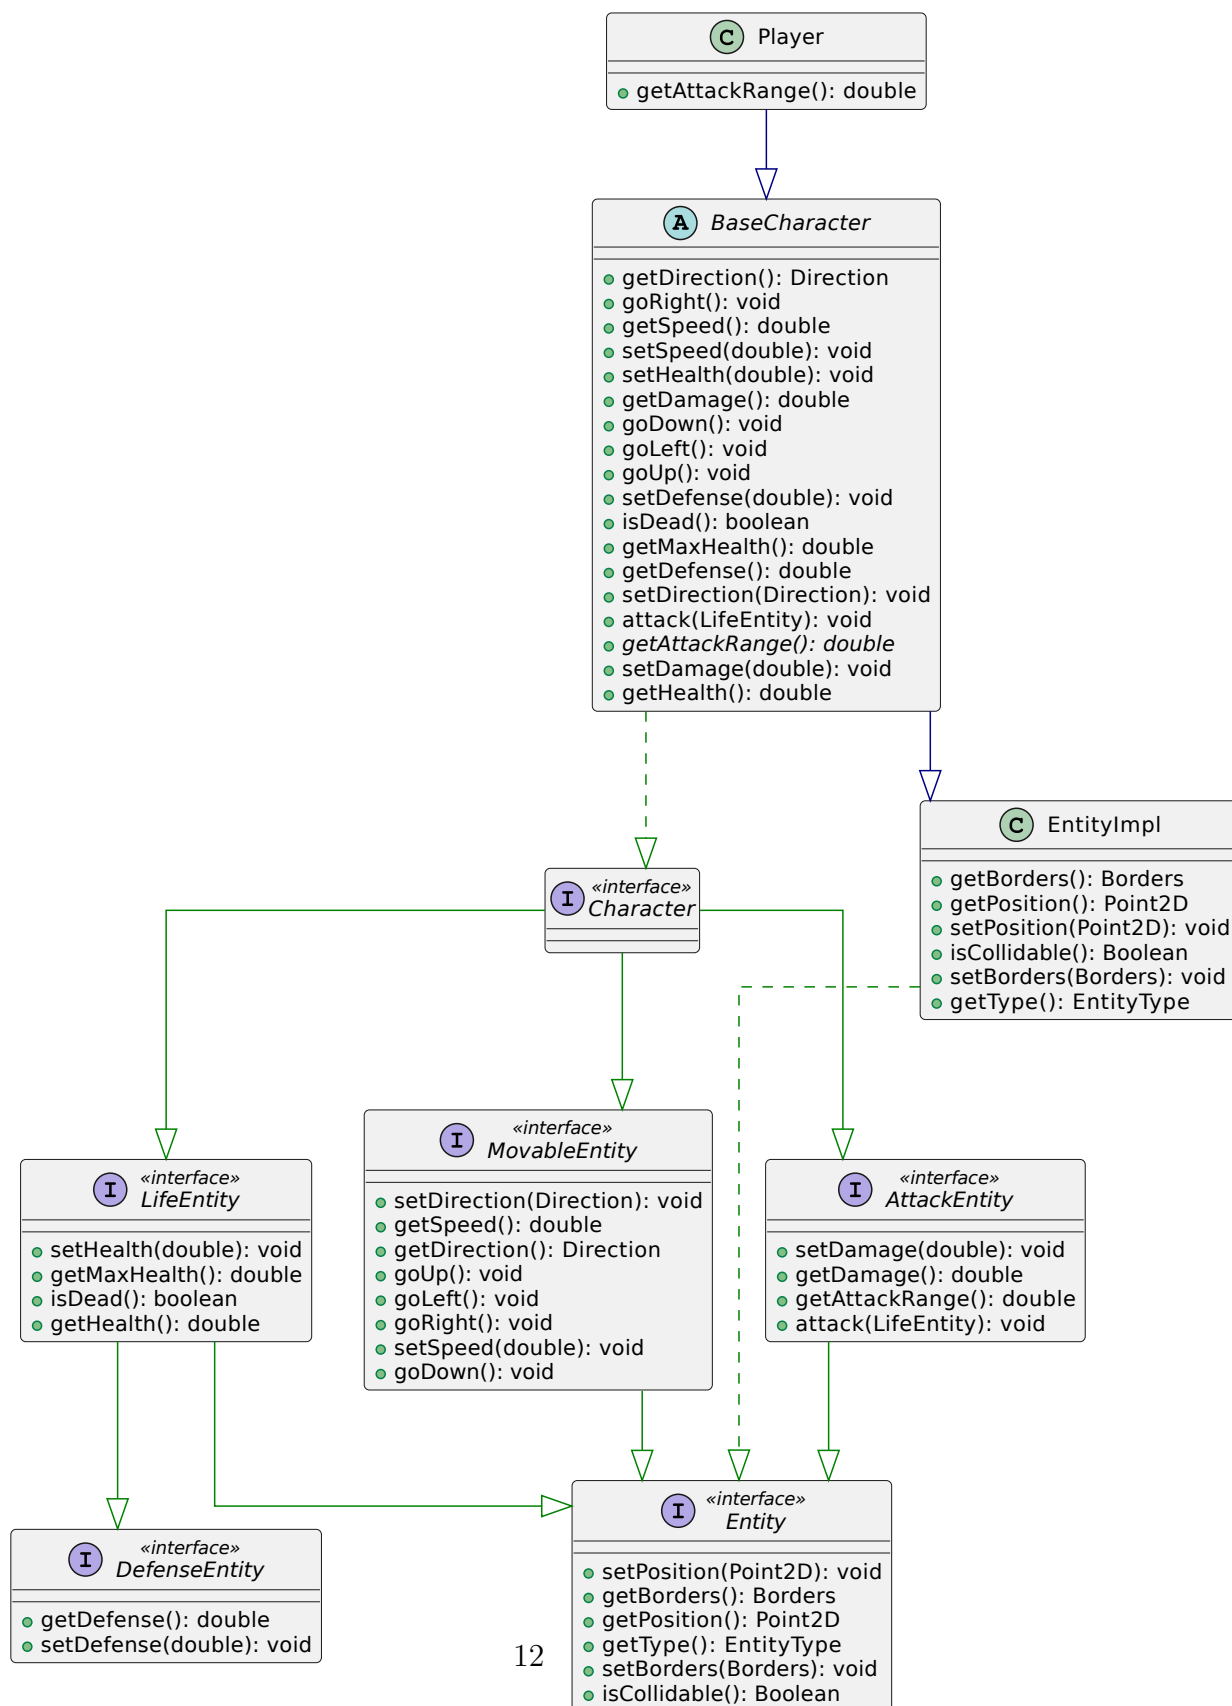 C Player
getAttackRange(): double
A BaseCharacter
getDirection(): Direction
goRight(): void
getSpeed(): double
setSpeed(double): void
setHealth(double): void
getDamage(): double
goDown(): void
goLeft(): void
goUp(): void
setDefense(double): void
isDead(): boolean
getMaxHealth(): double
getDefense(): double
setDirection(Direction): void
attack(LifeEntity): void
getAttackRange(): double
setDamage(double): void
getHealth(): double
C EntityImpl
getBorders(): Borders
getPosition(): Point2D
setPosition(Point2D): void
isCollidable(): Boolean
setBorders(Borders): void
getType(): EntityType
«interface»
I Character
«interface»
I LifeEntity
setHealth(double): void
getMaxHealth(): double
isDead(): boolean
getHealth(): double
«interface»
I MovableEntity
setDirection(Direction): void
getSpeed(): double
getDirection(): Direction
goUp(): void
goLeft(): void
goRight(): void
setSpeed(double): void
goDown(): void
«interface»
I AttackEntity
setDamage(double): void
getDamage(): double
getAttackRange(): double
attack(LifeEntity): void
«interface»
I DefenseEntity
getDefense(): double
setDefense(double): void
«interface»
I Entity
setPosition(Point2D): void
getBorders(): Borders
getPosition(): Point2D
getType(): EntityType
setBorders(Borders): void
isCollidable(): Boolean
12